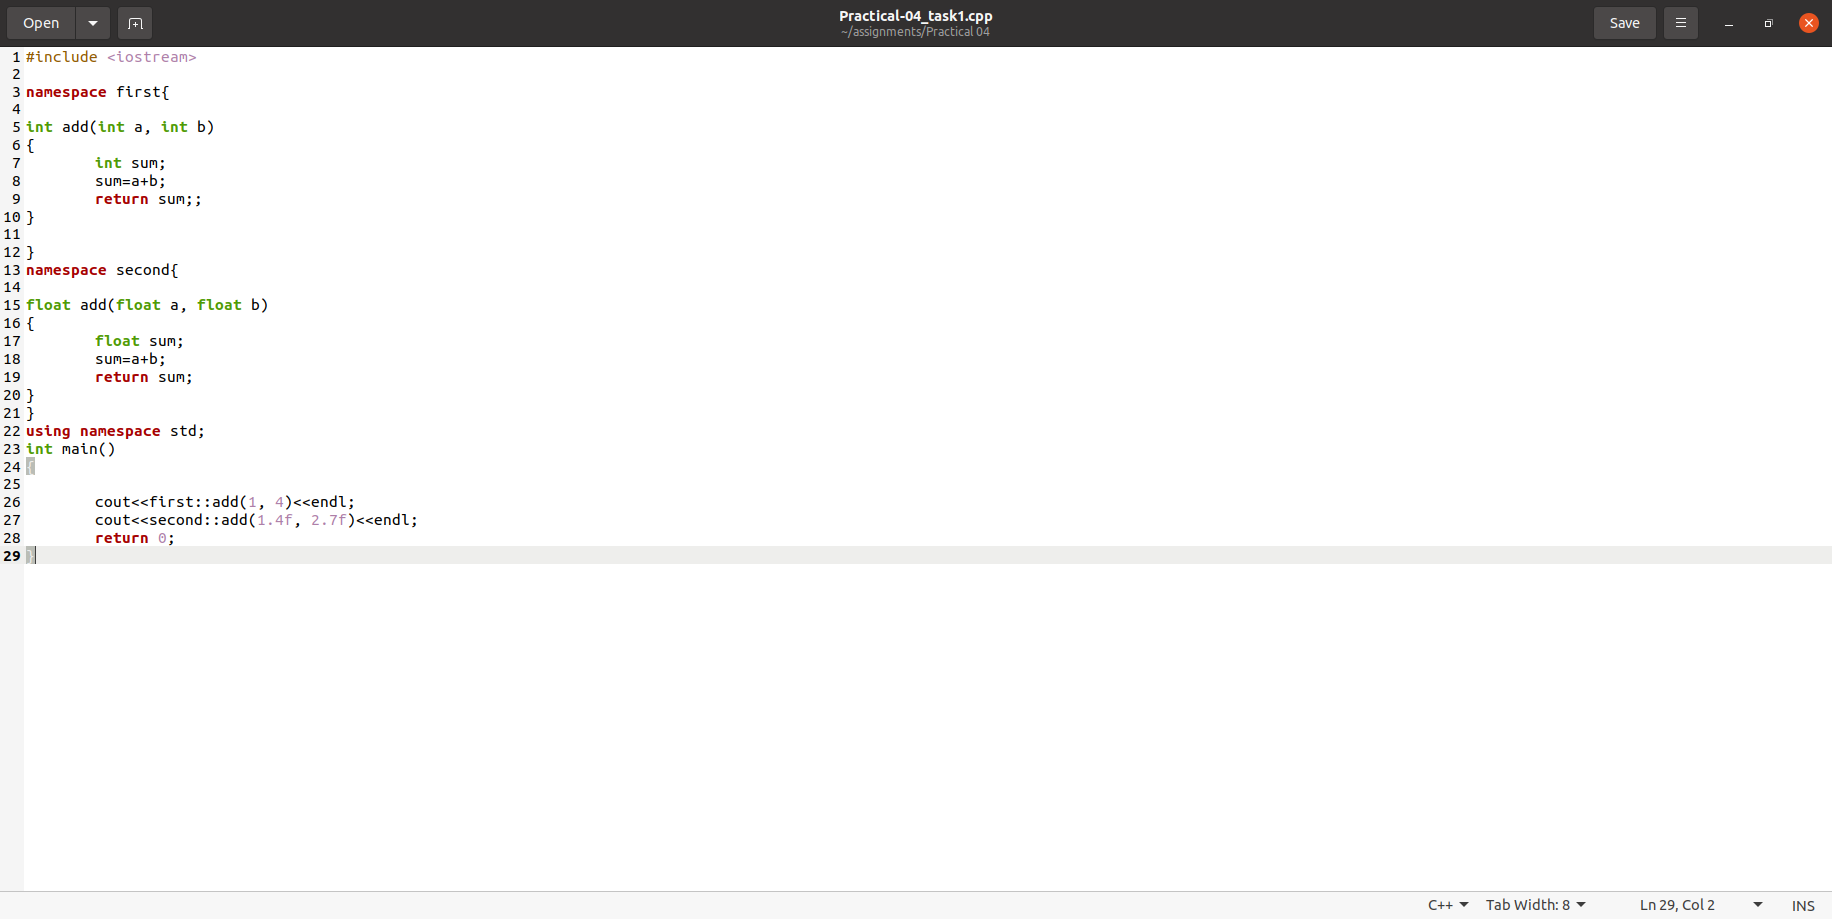 Open
Practical-04_task1.cpp
~/assignments/Practical 04
Save
1 #include <iostream>
2
3 namespace first{
4
5 int add(int a, int b)
6 {
7         int sum;
8         sum=a+b;
9         return sum;;
10 }
11
12 }
13 namespace second{
14
15 float add(float a, float b)
16 {
17         float sum;
18         sum=a+b;
19         return sum;
20 }
21 }
22 using namespace std;
23 int main()
24 {
25
26         cout<<first::add(1, 4)<<endl;
27         cout<<second::add(1.4f, 2.7f)<<endl;
28         return 0;
29 }
C++ Tab Width: 8 Ln 29, Col 2 INS